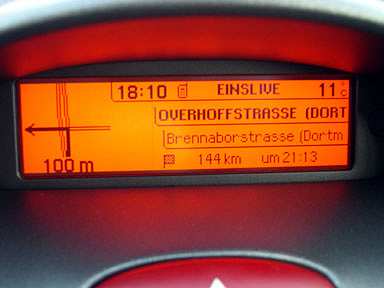 18:10 EINSLIVE 11°C
OVERHOFFSTRASSE (DORT
Brennaborstrasse (Dortm
100 m 144 km um 21:13